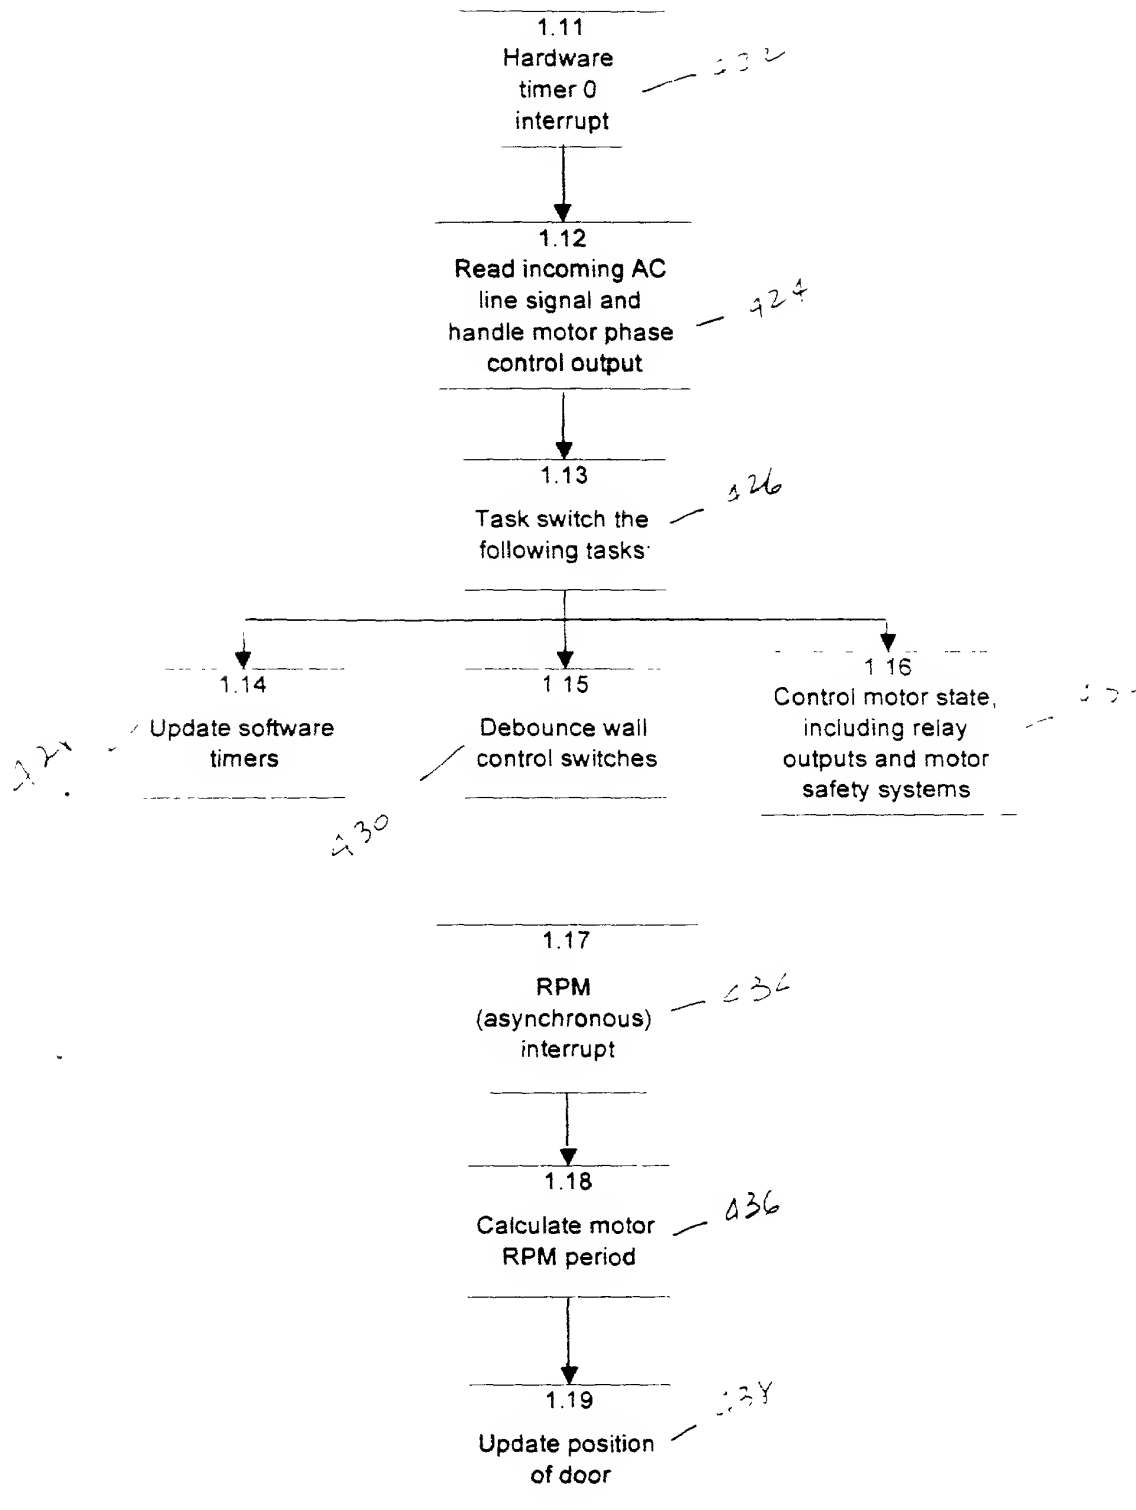 1.11
Hardware
timer 0
interrupt
1.12
Read incoming AC
line signal and
handle motor phase
control output
424
1.13
Task switch the
following tasks
426
1.14
Update software
timers
1 15
Debounce wall
control switches
430
1 16
Control motor state,
including relay
outputs and motor
safety systems
1.17
RPM
(asynchronous)
interrupt
1.18
Calculate motor
RPM period
436
1.19
Update position
of door